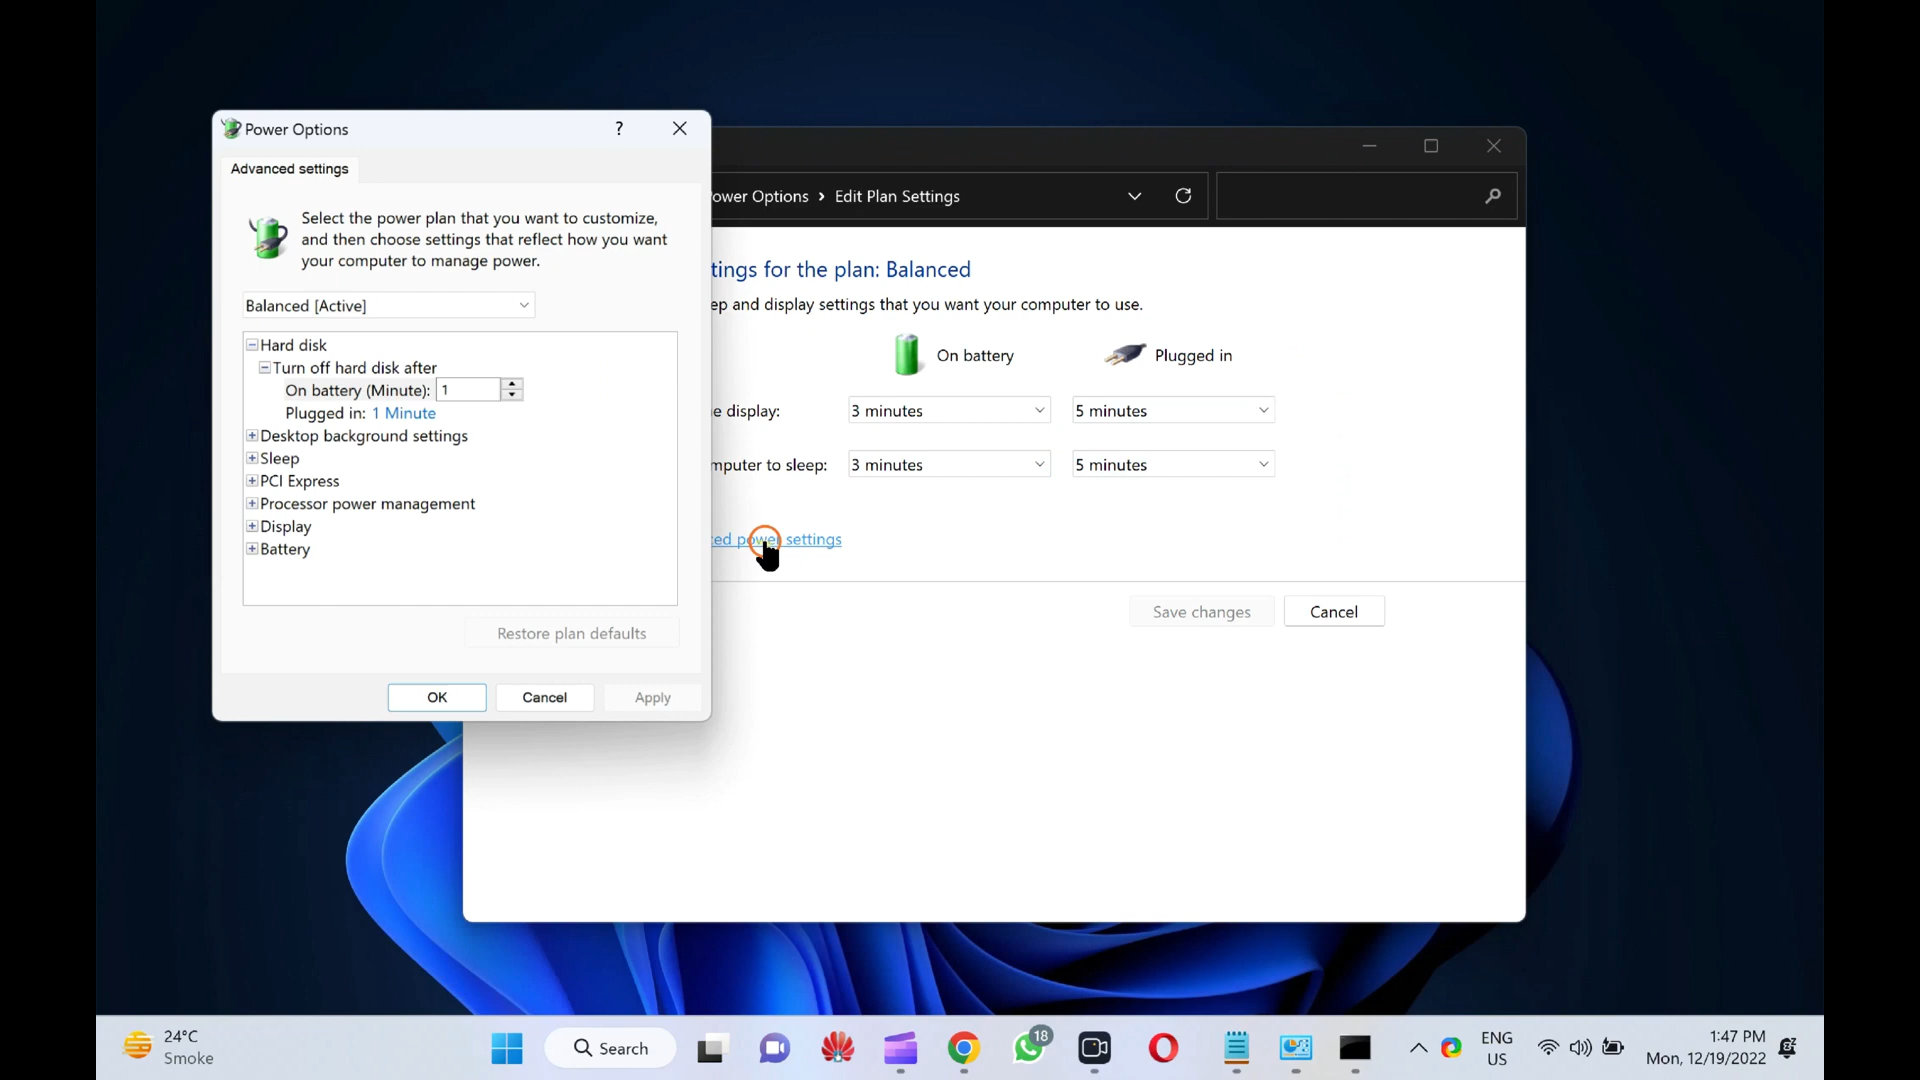 Power Options
?
Advanced settings
Select the power plan that you want to customize,
and then choose settings that reflect how you want
your computer to manage power.
Balanced [Active]
Hard disk
Turn off hard disk after
On battery (Minute): 1
Plugged in: 1 Minute
Desktop background settings
Sleep
PCI Express
Processor power management
Display
Battery
Restore plan defaults
OK Cancel Apply
ower Options › Edit Plan Settings
tings for the plan: Balanced
ep and display settings that you want your computer to use.
On battery Plugged in
e display: 3 minutes 5 minutes
mputer to sleep: 3 minutes 5 minutes
ced power settings
Save changes Cancel
24°C
Smoke
Search
18
ENG
US
1:47 PM
Mon, 12/19/2022